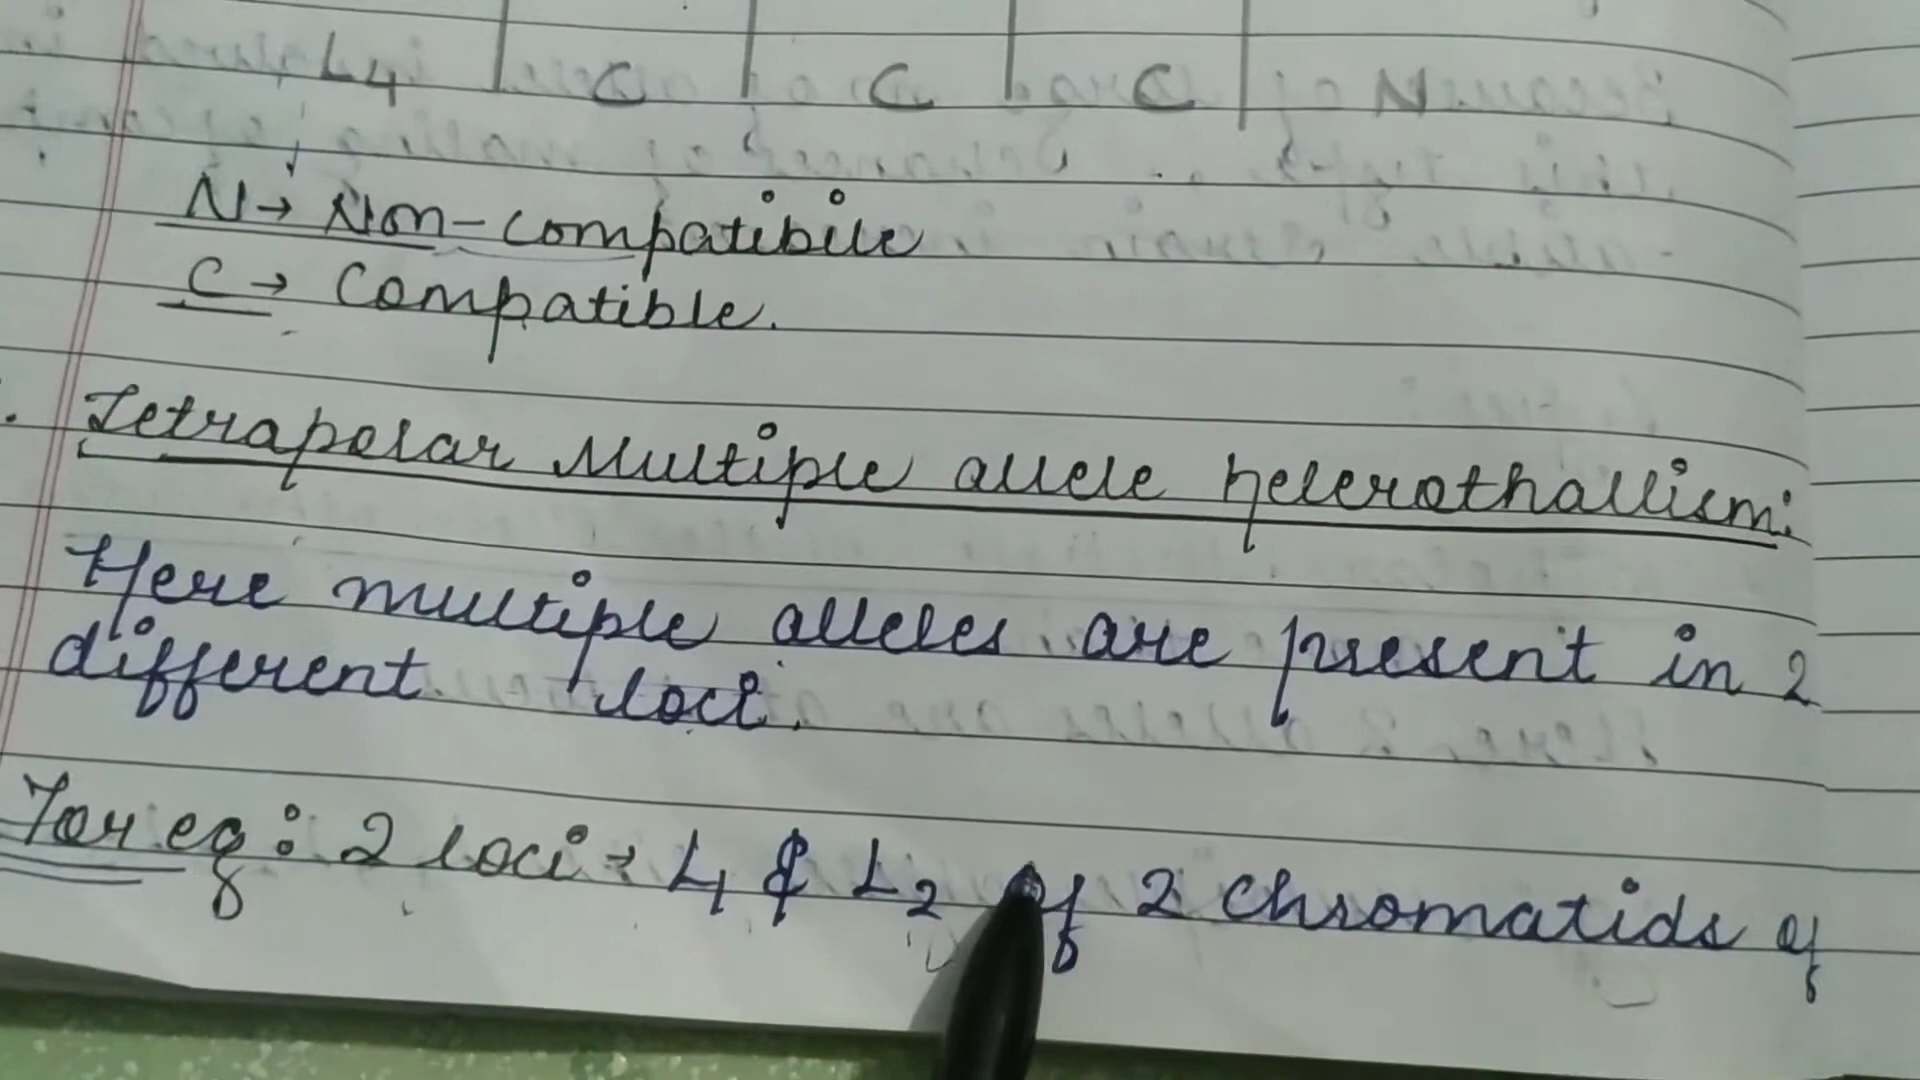 L4 | C | C | C | N
N → Non-compatibile
C → Compatible.
Tetrapolar Multiple allele heterothallism:
Here multiple alleles are present in 2
different loci.
For eg: 2 loci → L1 & L2 of 2 chromatids of